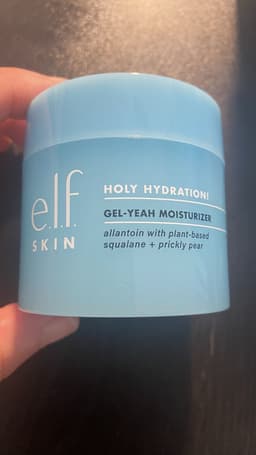 e.l.f.
SKIN
HOLY HYDRATION!
GEL-YEAH MOISTURIZER
allantoin with plant-based
squalane + prickly pear